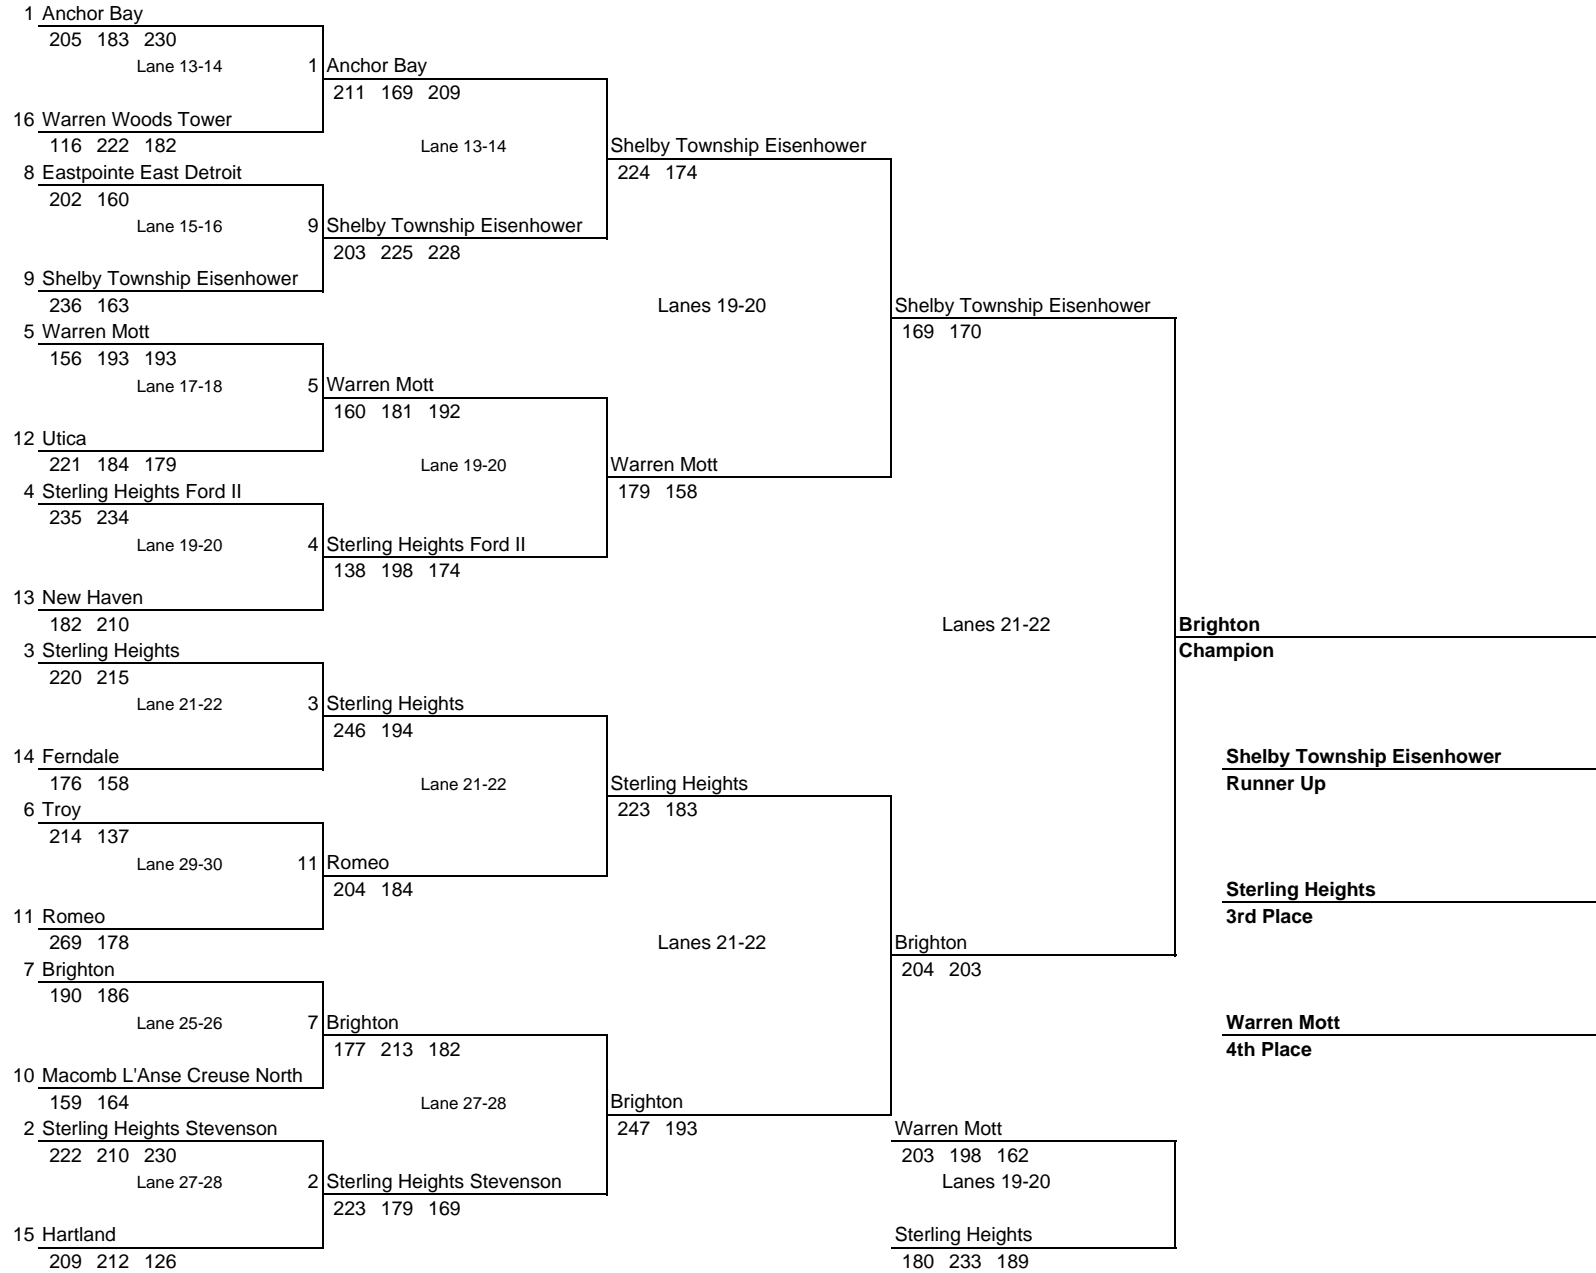 1 Anchor Bay
205 183 230
Lane 13-14 1 Anchor Bay
211 169 209
16 Warren Woods Tower
116 222 182 Lane 13-14 Shelby Township Eisenhower
8 Eastpointe East Detroit 224 174
202 160
Lane 15-16 9 Shelby Township Eisenhower
203 225 228
9 Shelby Township Eisenhower
236 163 Lanes 19-20 Shelby Township Eisenhower
5 Warren Mott 169 170
156 193 193
Lane 17-18 5 Warren Mott
160 181 192
12 Utica
221 184 179 Lane 19-20 Warren Mott
4 Sterling Heights Ford II 179 158
235 234
Lane 19-20 4 Sterling Heights Ford II
138 198 174
13 New Haven
182 210 Lanes 21-22 Brighton
3 Sterling Heights Champion
220 215
Lane 21-22 3 Sterling Heights
246 194
14 Ferndale Shelby Township Eisenhower
176 158 Lane 21-22 Sterling Heights Runner Up
6 Troy 223 183
214 137
Lane 29-30 11 Romeo
204 184 Sterling Heights
11 Romeo 3rd Place
269 178 Lanes 21-22 Brighton
7 Brighton 204 203
190 186
Lane 25-26 7 Brighton Warren Mott
177 213 182 4th Place
10 Macomb L'Anse Creuse North
159 164 Lane 27-28 Brighton
2 Sterling Heights Stevenson 247 193 Warren Mott
222 210 230 203 198 162
Lane 27-28 2 Sterling Heights Stevenson Lanes 19-20
223 179 169
15 Hartland Sterling Heights
209 212 126 180 233 189